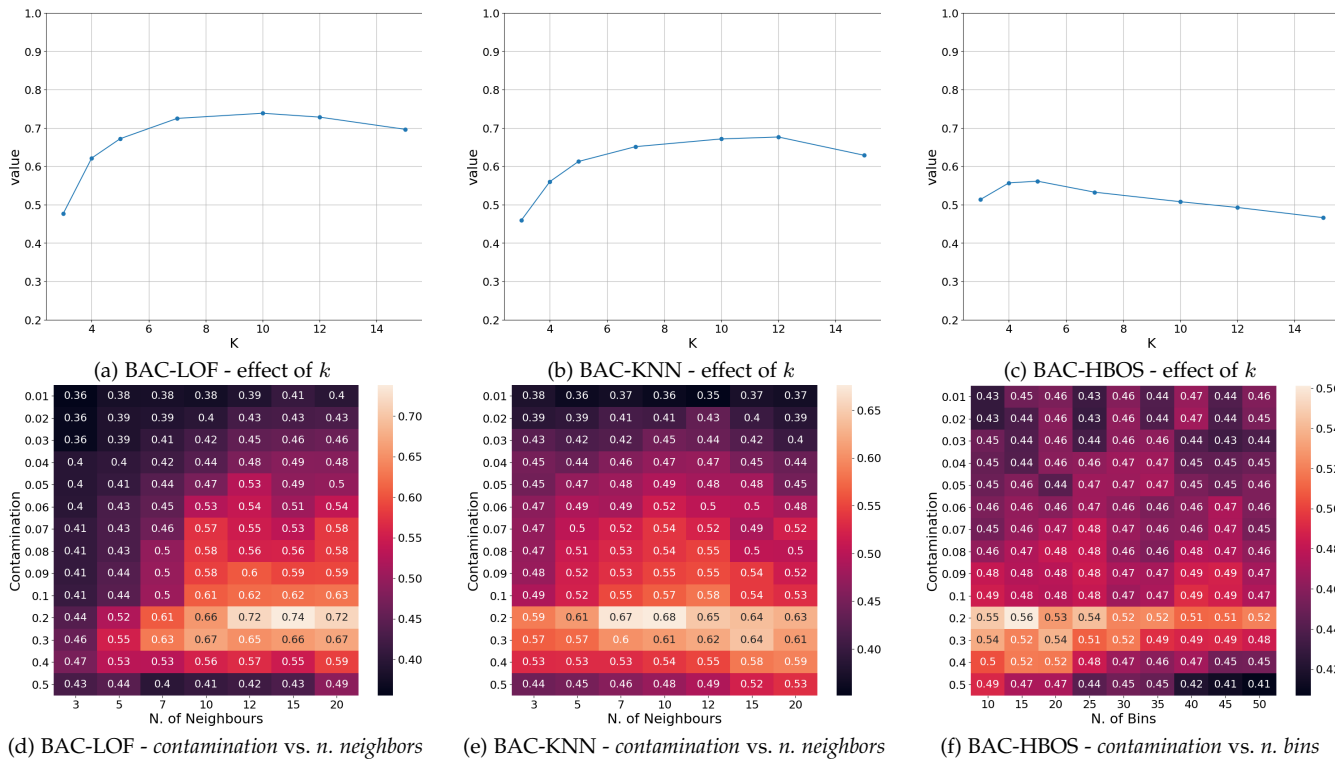 1.0
0.9
0.8
0.7
0.6
0.5
0.4
0.3
0.2
value
4 6 8 10 12 14
K
(a) BAC-LOF - effect of k
1.0
0.9
0.8
0.7
0.6
0.5
0.4
0.3
0.2
value
4 6 8 10 12 14
K
(b) BAC-KNN - effect of k
1.0
0.9
0.8
0.7
0.6
0.5
0.4
0.3
0.2
value
4 6 8 10 12 14
K
(c) BAC-HBOS - effect of k
Contamination
0.01 0.36 0.38 0.38 0.38 0.39 0.41 0.4
0.02 0.36 0.39 0.39 0.4 0.43 0.43 0.43
0.03 0.36 0.39 0.41 0.42 0.45 0.46 0.46
0.04 0.4 0.4 0.42 0.44 0.48 0.49 0.48
0.05 0.4 0.41 0.44 0.47 0.53 0.49 0.5
0.06 0.4 0.43 0.45 0.53 0.54 0.51 0.54
0.07 0.41 0.43 0.46 0.57 0.55 0.53 0.58
0.08 0.41 0.43 0.5 0.58 0.56 0.56 0.58
0.09 0.41 0.44 0.5 0.58 0.6 0.59 0.59
0.1 0.41 0.44 0.5 0.61 0.62 0.62 0.63
0.2 0.44 0.52 0.61 0.66 0.72 0.74 0.72
0.3 0.46 0.55 0.63 0.67 0.65 0.66 0.67
0.4 0.47 0.53 0.53 0.56 0.57 0.55 0.59
0.5 0.43 0.44 0.4 0.41 0.42 0.43 0.49
3 5 7 10 12 15 20
N. of Neighbours
0.70
0.65
0.60
0.55
0.50
0.45
0.40
(d) BAC-LOF - contamination vs. n. neighbors
Contamination
0.01 0.38 0.36 0.37 0.36 0.35 0.37 0.37
0.02 0.39 0.39 0.41 0.41 0.43 0.4 0.39
0.03 0.43 0.42 0.42 0.45 0.44 0.42 0.4
0.04 0.45 0.44 0.46 0.47 0.47 0.45 0.44
0.05 0.45 0.47 0.48 0.49 0.48 0.48 0.45
0.06 0.47 0.49 0.49 0.52 0.5 0.5 0.48
0.07 0.47 0.5 0.52 0.54 0.52 0.49 0.52
0.08 0.47 0.51 0.53 0.54 0.55 0.5 0.5
0.09 0.48 0.52 0.53 0.55 0.55 0.54 0.52
0.1 0.49 0.52 0.55 0.57 0.58 0.54 0.53
0.2 0.59 0.61 0.67 0.68 0.65 0.64 0.63
0.3 0.57 0.57 0.6 0.61 0.62 0.64 0.61
0.4 0.53 0.53 0.53 0.54 0.55 0.58 0.59
0.5 0.44 0.45 0.46 0.48 0.49 0.52 0.53
3 5 7 10 12 15 20
N. of Neighbours
0.65
0.60
0.55
0.50
0.45
0.40
(e) BAC-KNN - contamination vs. n. neighbors
Contamination
0.01 0.43 0.45 0.46 0.43 0.46 0.44 0.47 0.44 0.46
0.02 0.43 0.44 0.46 0.43 0.46 0.44 0.47 0.44 0.46
0.03 0.45 0.44 0.46 0.44 0.46 0.46 0.44 0.43 0.44
0.04 0.45 0.44 0.46 0.46 0.47 0.47 0.45 0.45 0.45
0.05 0.45 0.46 0.44 0.46 0.47 0.47 0.45 0.45 0.46
0.06 0.46 0.46 0.47 0.47 0.46 0.46 0.46 0.47 0.46
0.07 0.45 0.46 0.47 0.48 0.46 0.46 0.46 0.47 0.45
0.08 0.46 0.47 0.48 0.48 0.46 0.46 0.48 0.47 0.46
0.09 0.48 0.48 0.48 0.48 0.47 0.47 0.49 0.49 0.46
0.1 0.49 0.48 0.48 0.48 0.47 0.47 0.49 0.49 0.47
0.2 0.55 0.56 0.53 0.54 0.52 0.52 0.51 0.51 0.52
0.3 0.54 0.52 0.54 0.51 0.52 0.49 0.49 0.49 0.48
0.4 0.5 0.52 0.52 0.48 0.47 0.46 0.47 0.45 0.45
0.5 0.49 0.47 0.47 0.44 0.45 0.45 0.42 0.41 0.41
10 15 20 25 30 35 40 45 50
N. of Bins
0.56
0.54
0.52
0.50
0.48
0.46
0.44
0.42
(f) BAC-HBOS - contamination vs. n. bins